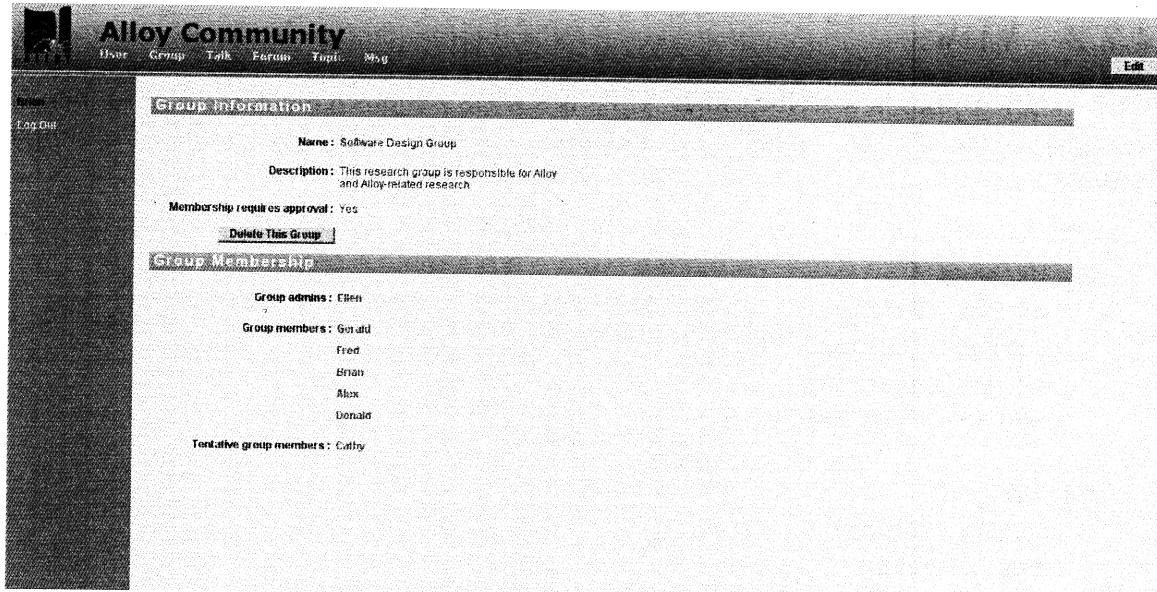 Alloy Community
User Group Talk Forum Topic Msg
Edit
Brian
Log Out
Group Information
Name: Software Design Group
Description: This research group is responsible for Alloy
and Alloy-related research
Membership requires approval: Yes
Delete This Group
Group Membership
Group admins: Ellen
Group members: Gerald
Fred
Brian
Alex
Donald
Tentative group members: Cathy